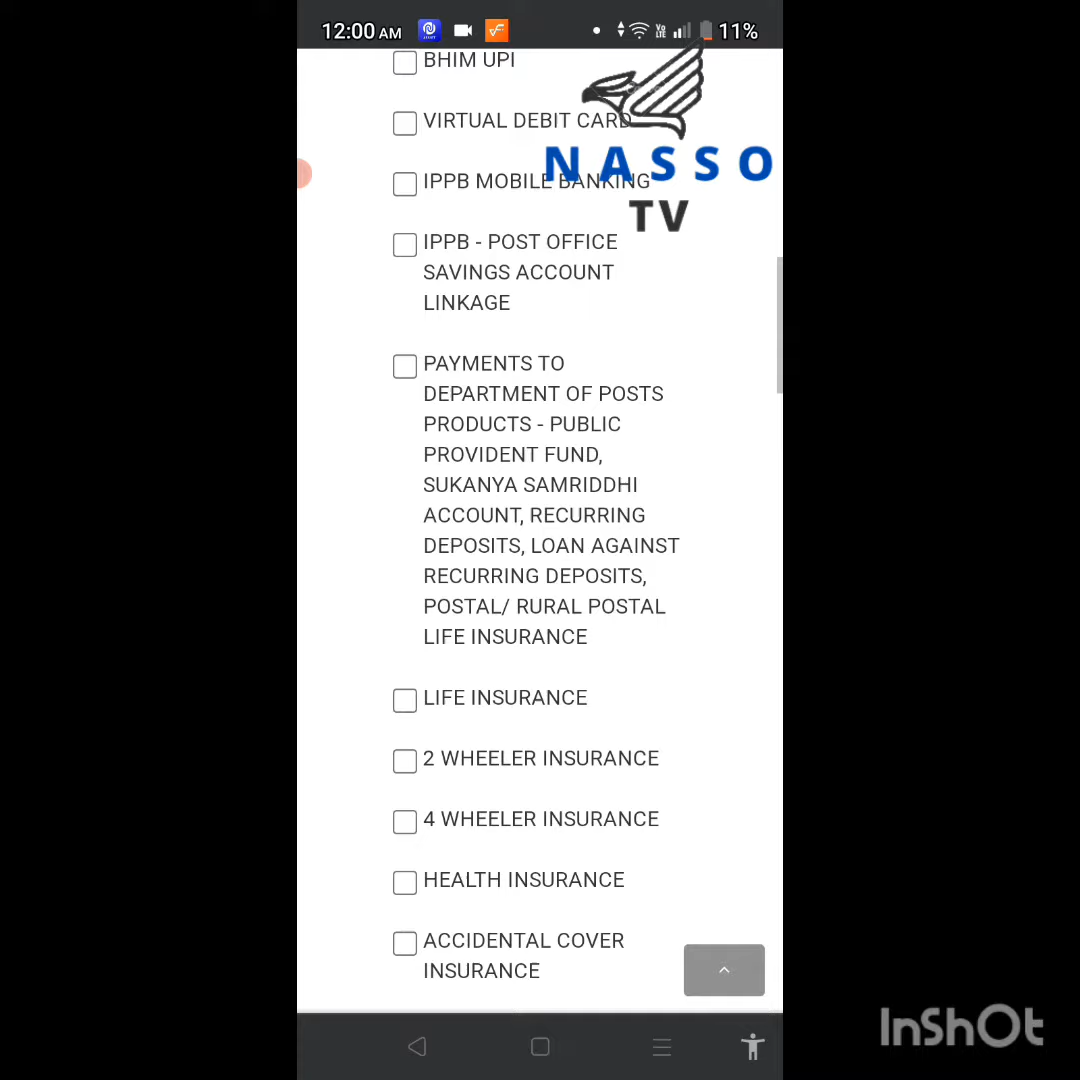 12:00 AM 11%
BHIM UPI
VIRTUAL DEBIT CARD
NASSO
IPPB MOBILE BANKING
TV
IPPB - POST OFFICE
SAVINGS ACCOUNT
LINKAGE
PAYMENTS TO
DEPARTMENT OF POSTS
PRODUCTS - PUBLIC
PROVIDENT FUND,
SUKANYA SAMRIDDHI
ACCOUNT, RECURRING
DEPOSITS, LOAN AGAINST
RECURRING DEPOSITS,
POSTAL/ RURAL POSTAL
LIFE INSURANCE
LIFE INSURANCE
2 WHEELER INSURANCE
4 WHEELER INSURANCE
HEALTH INSURANCE
ACCIDENTAL COVER
INSURANCE
InShOt